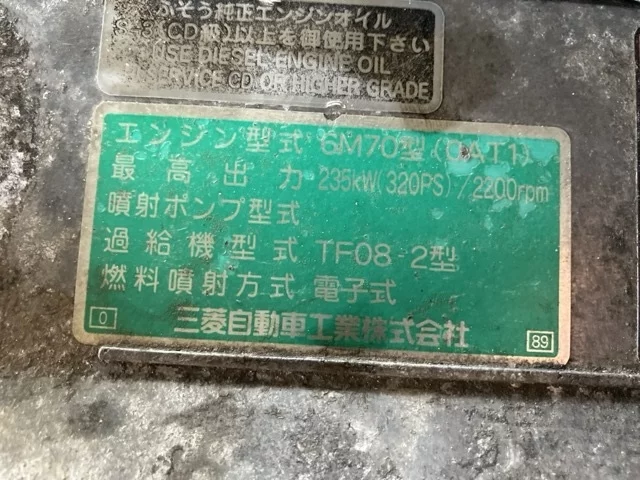 ふそう純正エンジンオイル
(CD級)以上を御使用下さい
USE DIESEL ENGINE OIL
SERVICE CD OR HIGHER GRADE
エンジン型式 6M70型(0AT1)
最高出力 235kW(320PS)/2200rpm
噴射ポンプ型式
過給機型式 TF08 2型
燃料噴射方式 電子式
0 三菱自動車工業株式会社 89